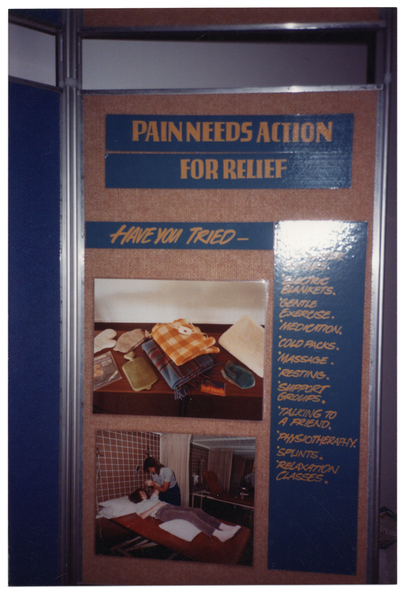 PAIN NEEDS ACTION
FOR RELIEF
HAVE YOU TRIED –
ELECTRIC
BLANKETS.
'GENTLE
EXERCISE.
'MEDICATION.
'COLD PACKS.
'MASSAGE.
'RESTING.
'SUPPORT
GROUPS.
'TALKING TO
A FRIEND.
'PHYSIOTHERAPHY.
'SPLINTS.
'RELAXATION
CLASSES.